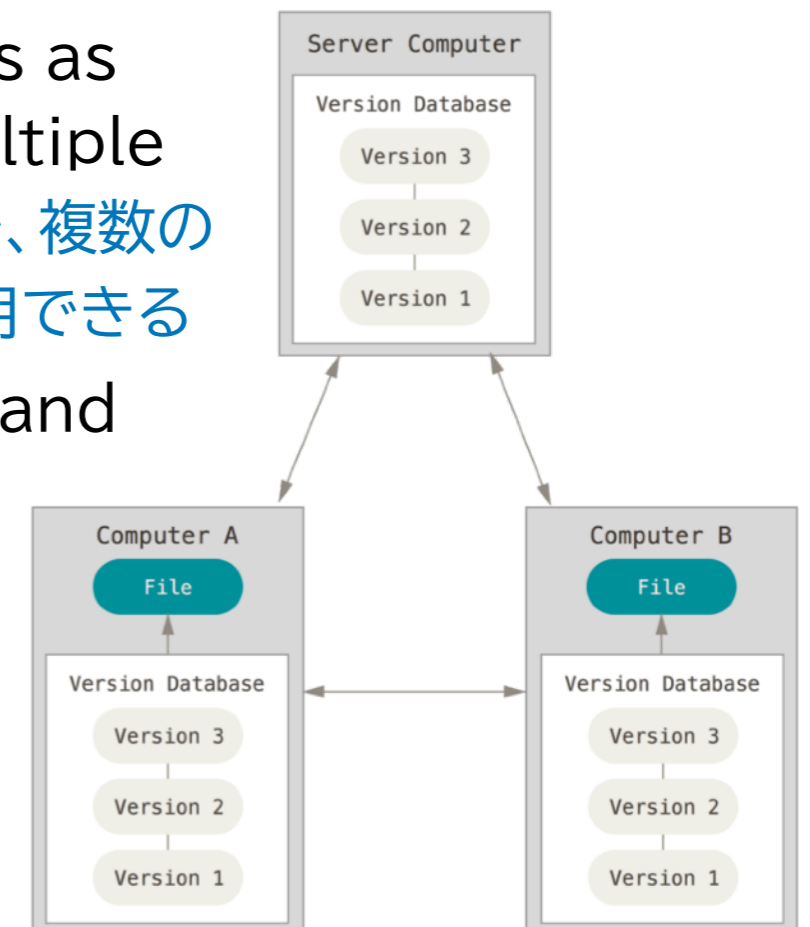 s as
ltiple
、複数の
用できる
and
Server Computer
Version Database
Version 3
Version 2
Version 1
Computer A
File
Version Database
Version 3
Version 2
Version 1
Computer B
File
Version Database
Version 3
Version 2
Version 1